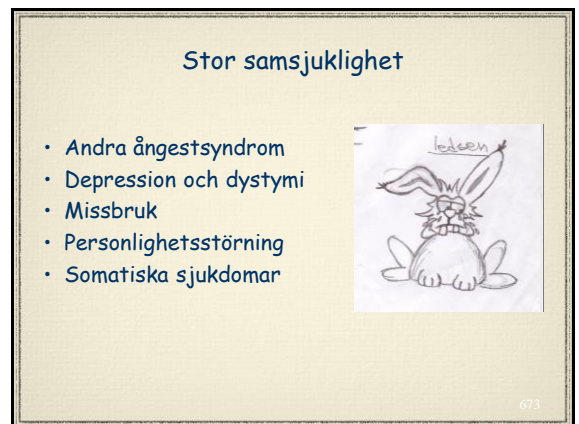 Stor samsjuklighet
• Andra ångestsyndrom
• Depression och dystymi
• Missbruk
• Personlighetsstörning
• Somatiska sjukdomar
ledsen
673